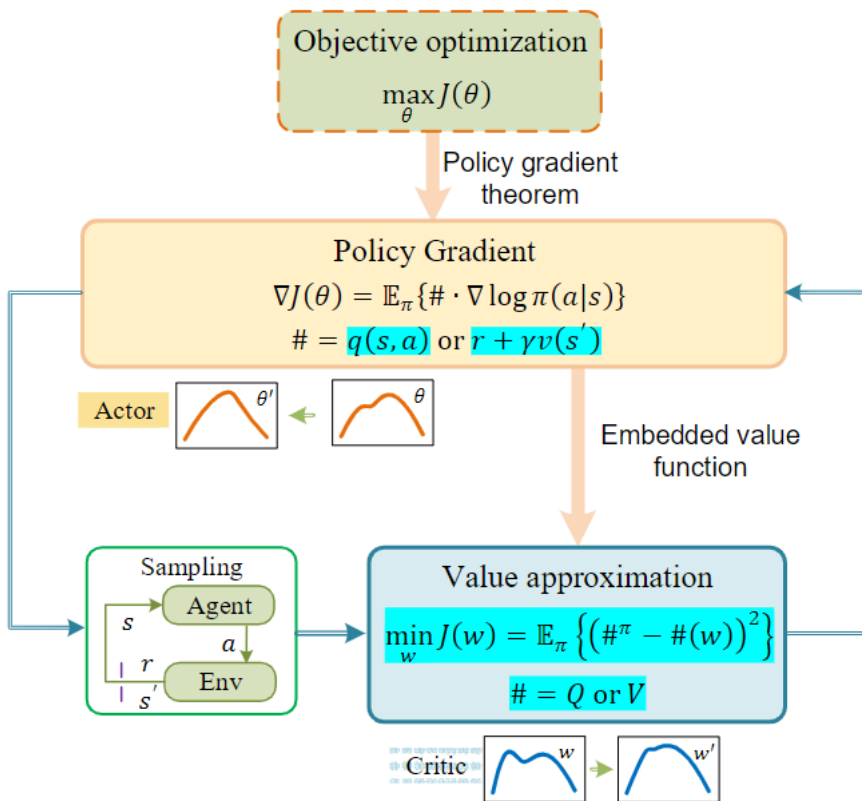 Objective optimization
max_θ J(θ)
Policy gradient
theorem
Policy Gradient
∇J(θ) = 𝔼_π{# · ∇ log π(a|s)}
# = q(s, a) or r + γv(s′)
Actor
θ′
θ
Embedded value
function
Sampling
Agent
s
a
r
Env
s′
Value approximation
min_w J(w) = 𝔼_π{(#^π − #(w))²}
# = Q or V
Critic
w
w′